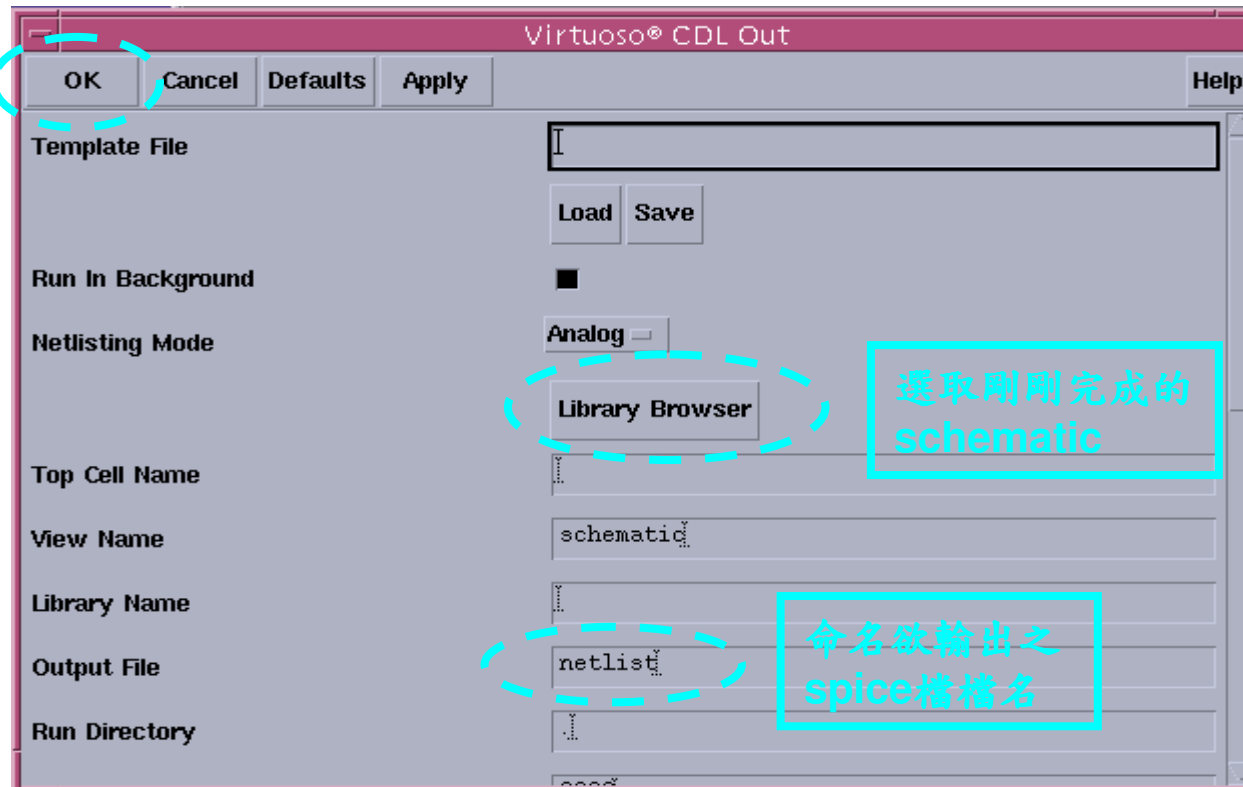 Virtuoso® CDL Out
OK Cancel Defaults Apply Help
Template File
Load Save
Run In Background
Netlisting Mode Analog
Library Browser
選取剛剛完成的
schematic
Top Cell Name
View Name schematic
Library Name
命名欲輸出之
spice檔檔名
Output File netlist
Run Directory .